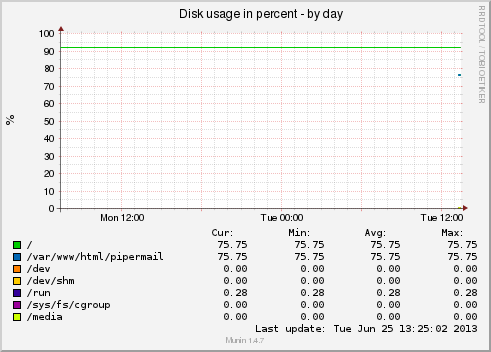 Disk usage in percent - by day
RRDTOOL / TOBI OETIKER
%
100
90
80
70
60
50
40
30
20
10
0
Mon 12:00 Tue 00:00 Tue 12:00
Cur: Min: Avg: Max:
/ 75.75 75.75 75.75 75.75
/var/www/html/pipermail 75.75 75.75 75.75 75.75
/dev 0.00 0.00 0.00 0.00
/dev/shm 0.00 0.00 0.00 0.00
/run 0.28 0.28 0.28 0.28
/sys/fs/cgroup 0.00 0.00 0.00 0.00
/media 0.00 0.00 0.00 0.00
Last update: Tue Jun 25 13:25:02 2013
Munin 1.4.7